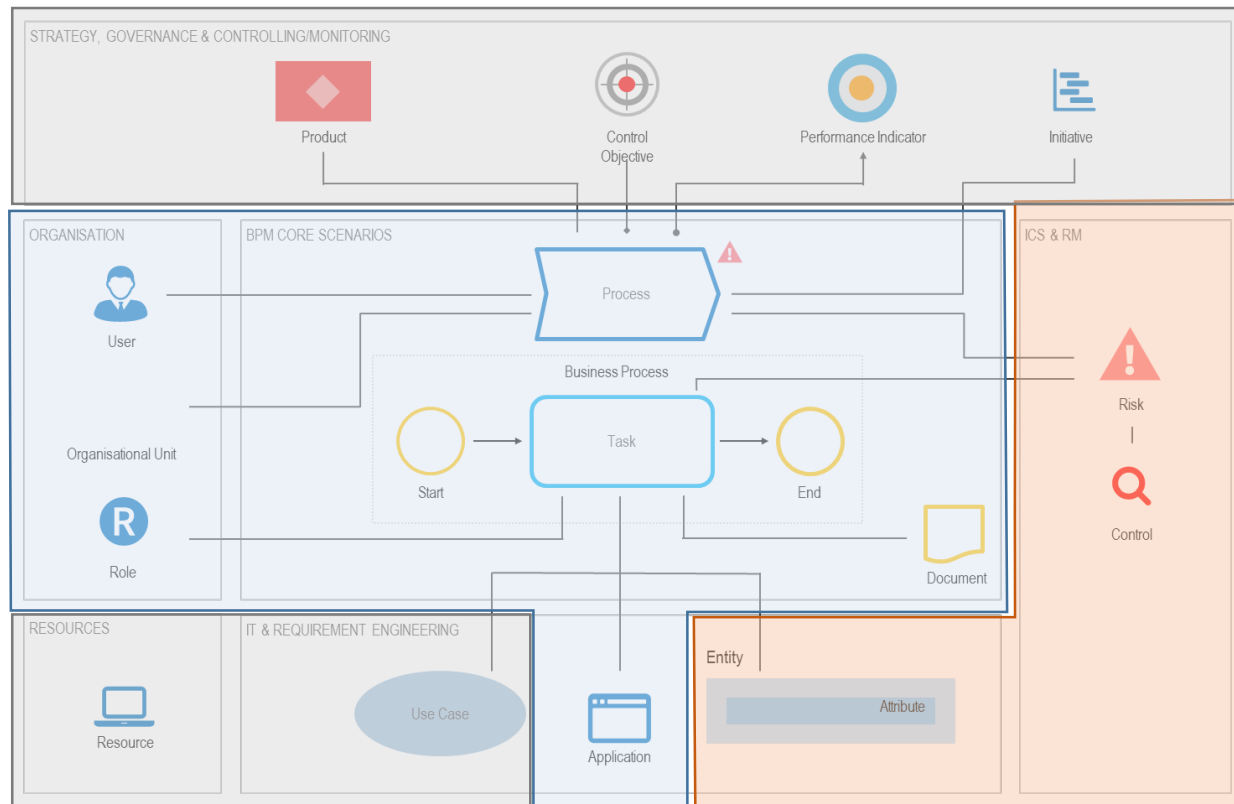 STRATEGY, GOVERNANCE & CONTROLLING/MONITORING
Product
Control
Objective
Performance Indicator
Initiative
ORGANISATION
BPM CORE SCENARIOS
ICS & RM
Process
User
Business Process
Risk
Task
Organisational Unit
Start
End
R
Control
Role
Document
RESOURCES
IT & REQUIREMENT ENGINEERING
Entity
Use Case
Attribute
Resource
Application